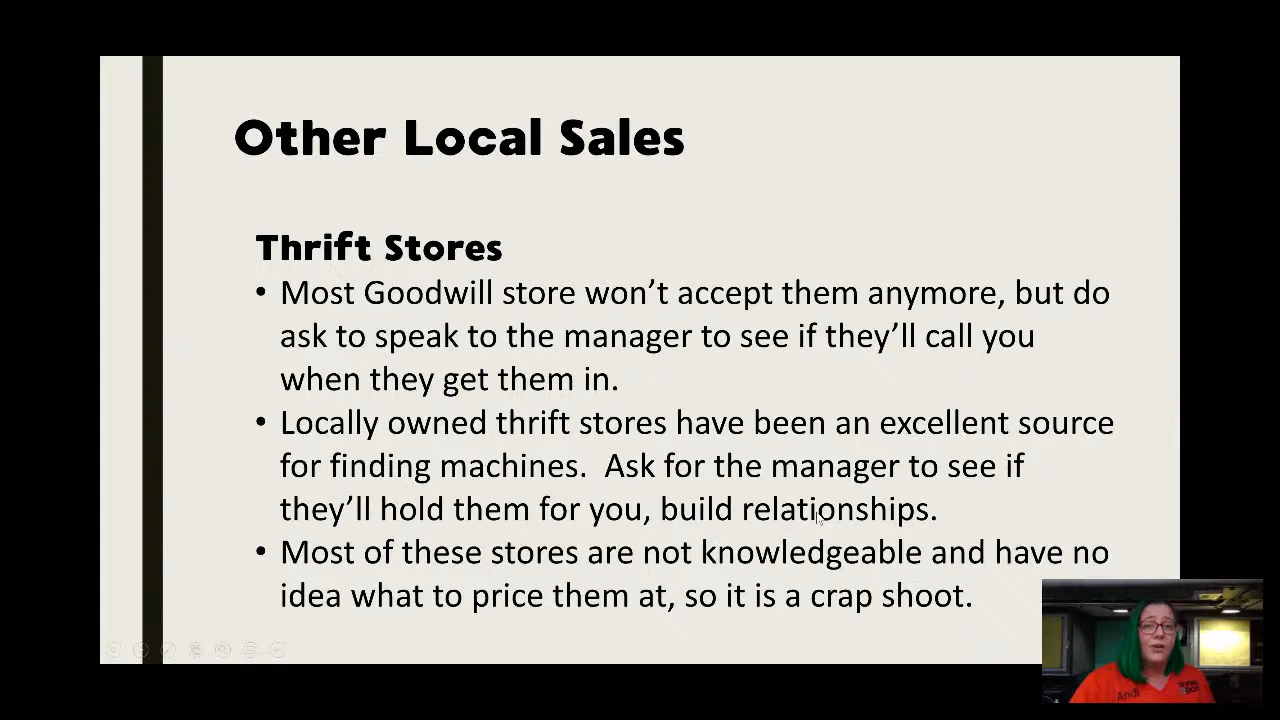 Other Local Sales
Thrift Stores
• Most Goodwill store won’t accept them anymore, but do
ask to speak to the manager to see if they’ll call you
when they get them in.
• Locally owned thrift stores have been an excellent source
for finding machines.  Ask for the manager to see if
they’ll hold them for you, build relationships.
• Most of these stores are not knowledgeable and have no
idea what to price them at, so it is a crap shoot.
Andi